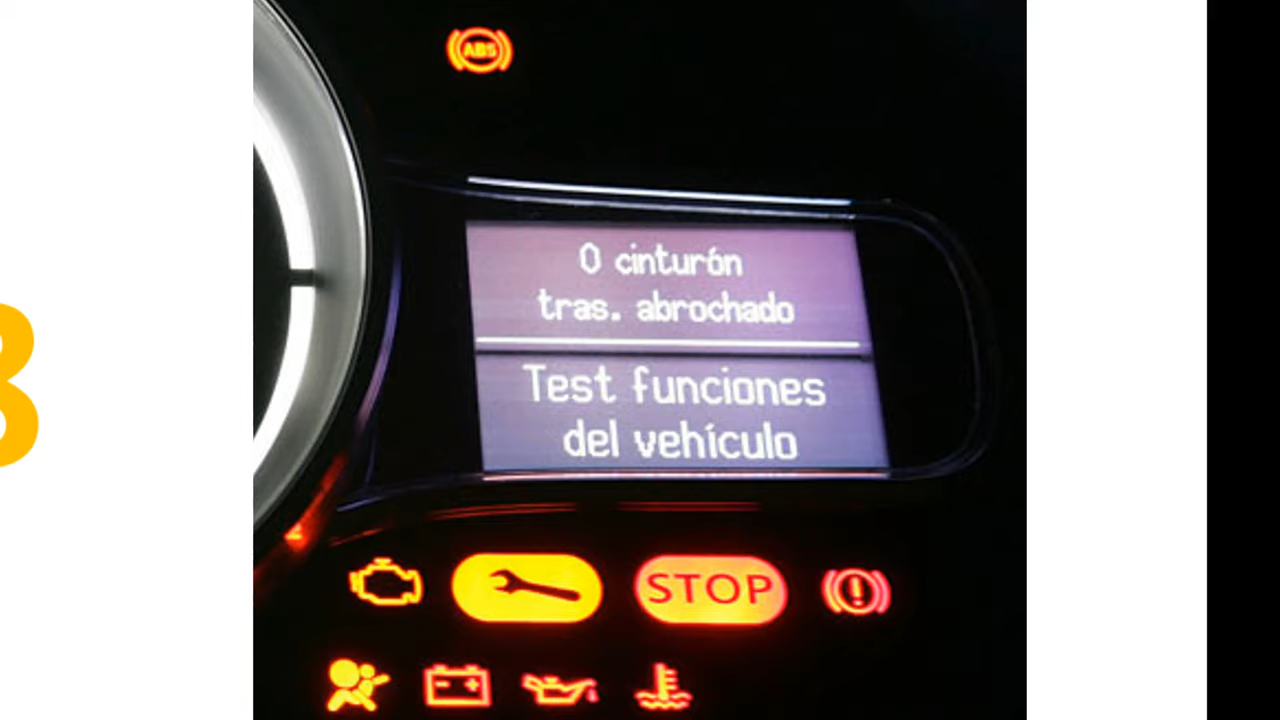 ABS
0 cinturón
tras. abrochado
Test funciones
del vehículo
STOP